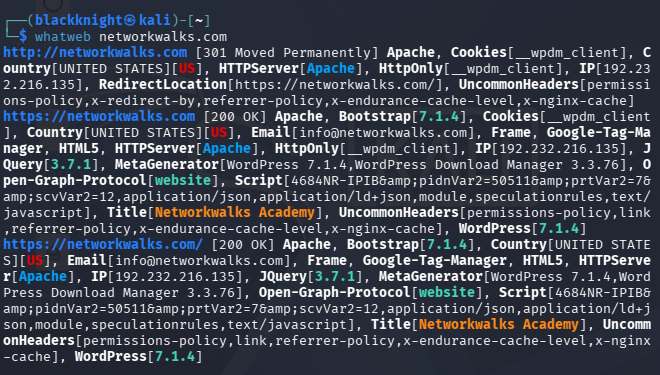 ┌──(blackknight㉿kali)-[~]
└─$ whatweb networkwalks.com
http://networkwalks.com [301 Moved Permanently] Apache, Cookies[__wpdm_client], C
ountry[UNITED STATES][US], HTTPServer[Apache], HttpOnly[__wpdm_client], IP[192.23
2.216.135], RedirectLocation[https://networkwalks.com/], UncommonHeaders[permissi
ons-policy,x-redirect-by,referrer-policy,x-endurance-cache-level,x-nginx-cache]
https://networkwalks.com [200 OK] Apache, Bootstrap[7.1.4], Cookies[__wpdm_client
], Country[UNITED STATES][US], Email[info@networkwalks.com], Frame, Google-Tag-Ma
nager, HTML5, HTTPServer[Apache], HttpOnly[__wpdm_client], IP[192.232.216.135], J
Query[3.7.1], MetaGenerator[WordPress 7.1.4,WordPress Download Manager 3.3.76], O
pen-Graph-Protocol[website], Script[4684NR-IPIB&amp;pidnVar2=50511&amp;prtVar2=7&
amp;scvVar2=12,application/json,application/ld+json,module,speculationrules,text/
javascript], Title[Networkwalks Academy], UncommonHeaders[permissions-policy,link
,referrer-policy,x-endurance-cache-level,x-nginx-cache], WordPress[7.1.4]
https://networkwalks.com/ [200 OK] Apache, Bootstrap[7.1.4], Country[UNITED STATE
S][US], Email[info@networkwalks.com], Frame, Google-Tag-Manager, HTML5, HTTPServe
r[Apache], IP[192.232.216.135], JQuery[3.7.1], MetaGenerator[WordPress 7.1.4,Word
Press Download Manager 3.3.76], Open-Graph-Protocol[website], Script[4684NR-IPIB&
amp;pidnVar2=50511&amp;prtVar2=7&amp;scvVar2=12,application/json,application/ld+j
son,module,speculationrules,text/javascript], Title[Networkwalks Academy], Uncomm
onHeaders[permissions-policy,link,referrer-policy,x-endurance-cache-level,x-nginx
-cache], WordPress[7.1.4]